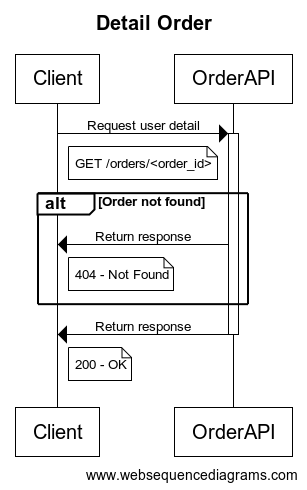 Detail Order
Client
OrderAPI
Request user detail
GET /orders/<order_id>
alt
[Order not found]
Return response
404 - Not Found
Return response
200 - OK
Client
OrderAPI
www.websequencediagrams.com